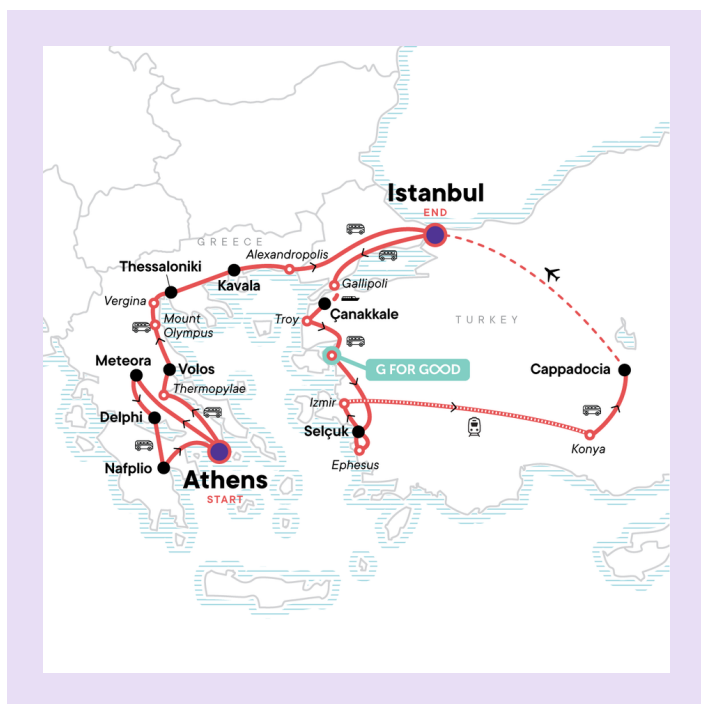 Istanbul
END
GREECE
Alexandropolis
Thessaloniki
Kavala
Gallipoli
Vergina
Çanakkale
Mount
Olympus
Troy
TURKEY
Meteora
Volos
G FOR GOOD
Cappadocia
Thermopylae
Izmir
Delphi
Selçuk
Konya
Nafplio
Ephesus
Athens
START